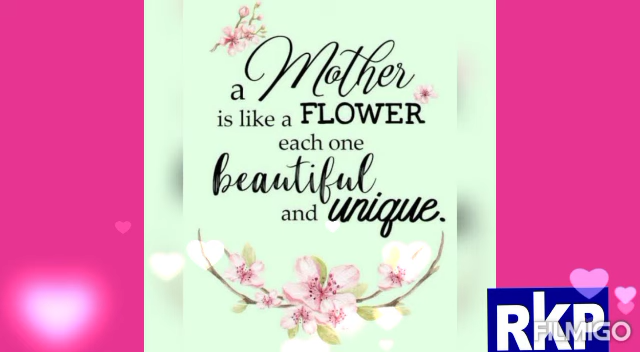 a Mother
is like a FLOWER
each one
beautiful
and unique.
RKP
FILMIGO